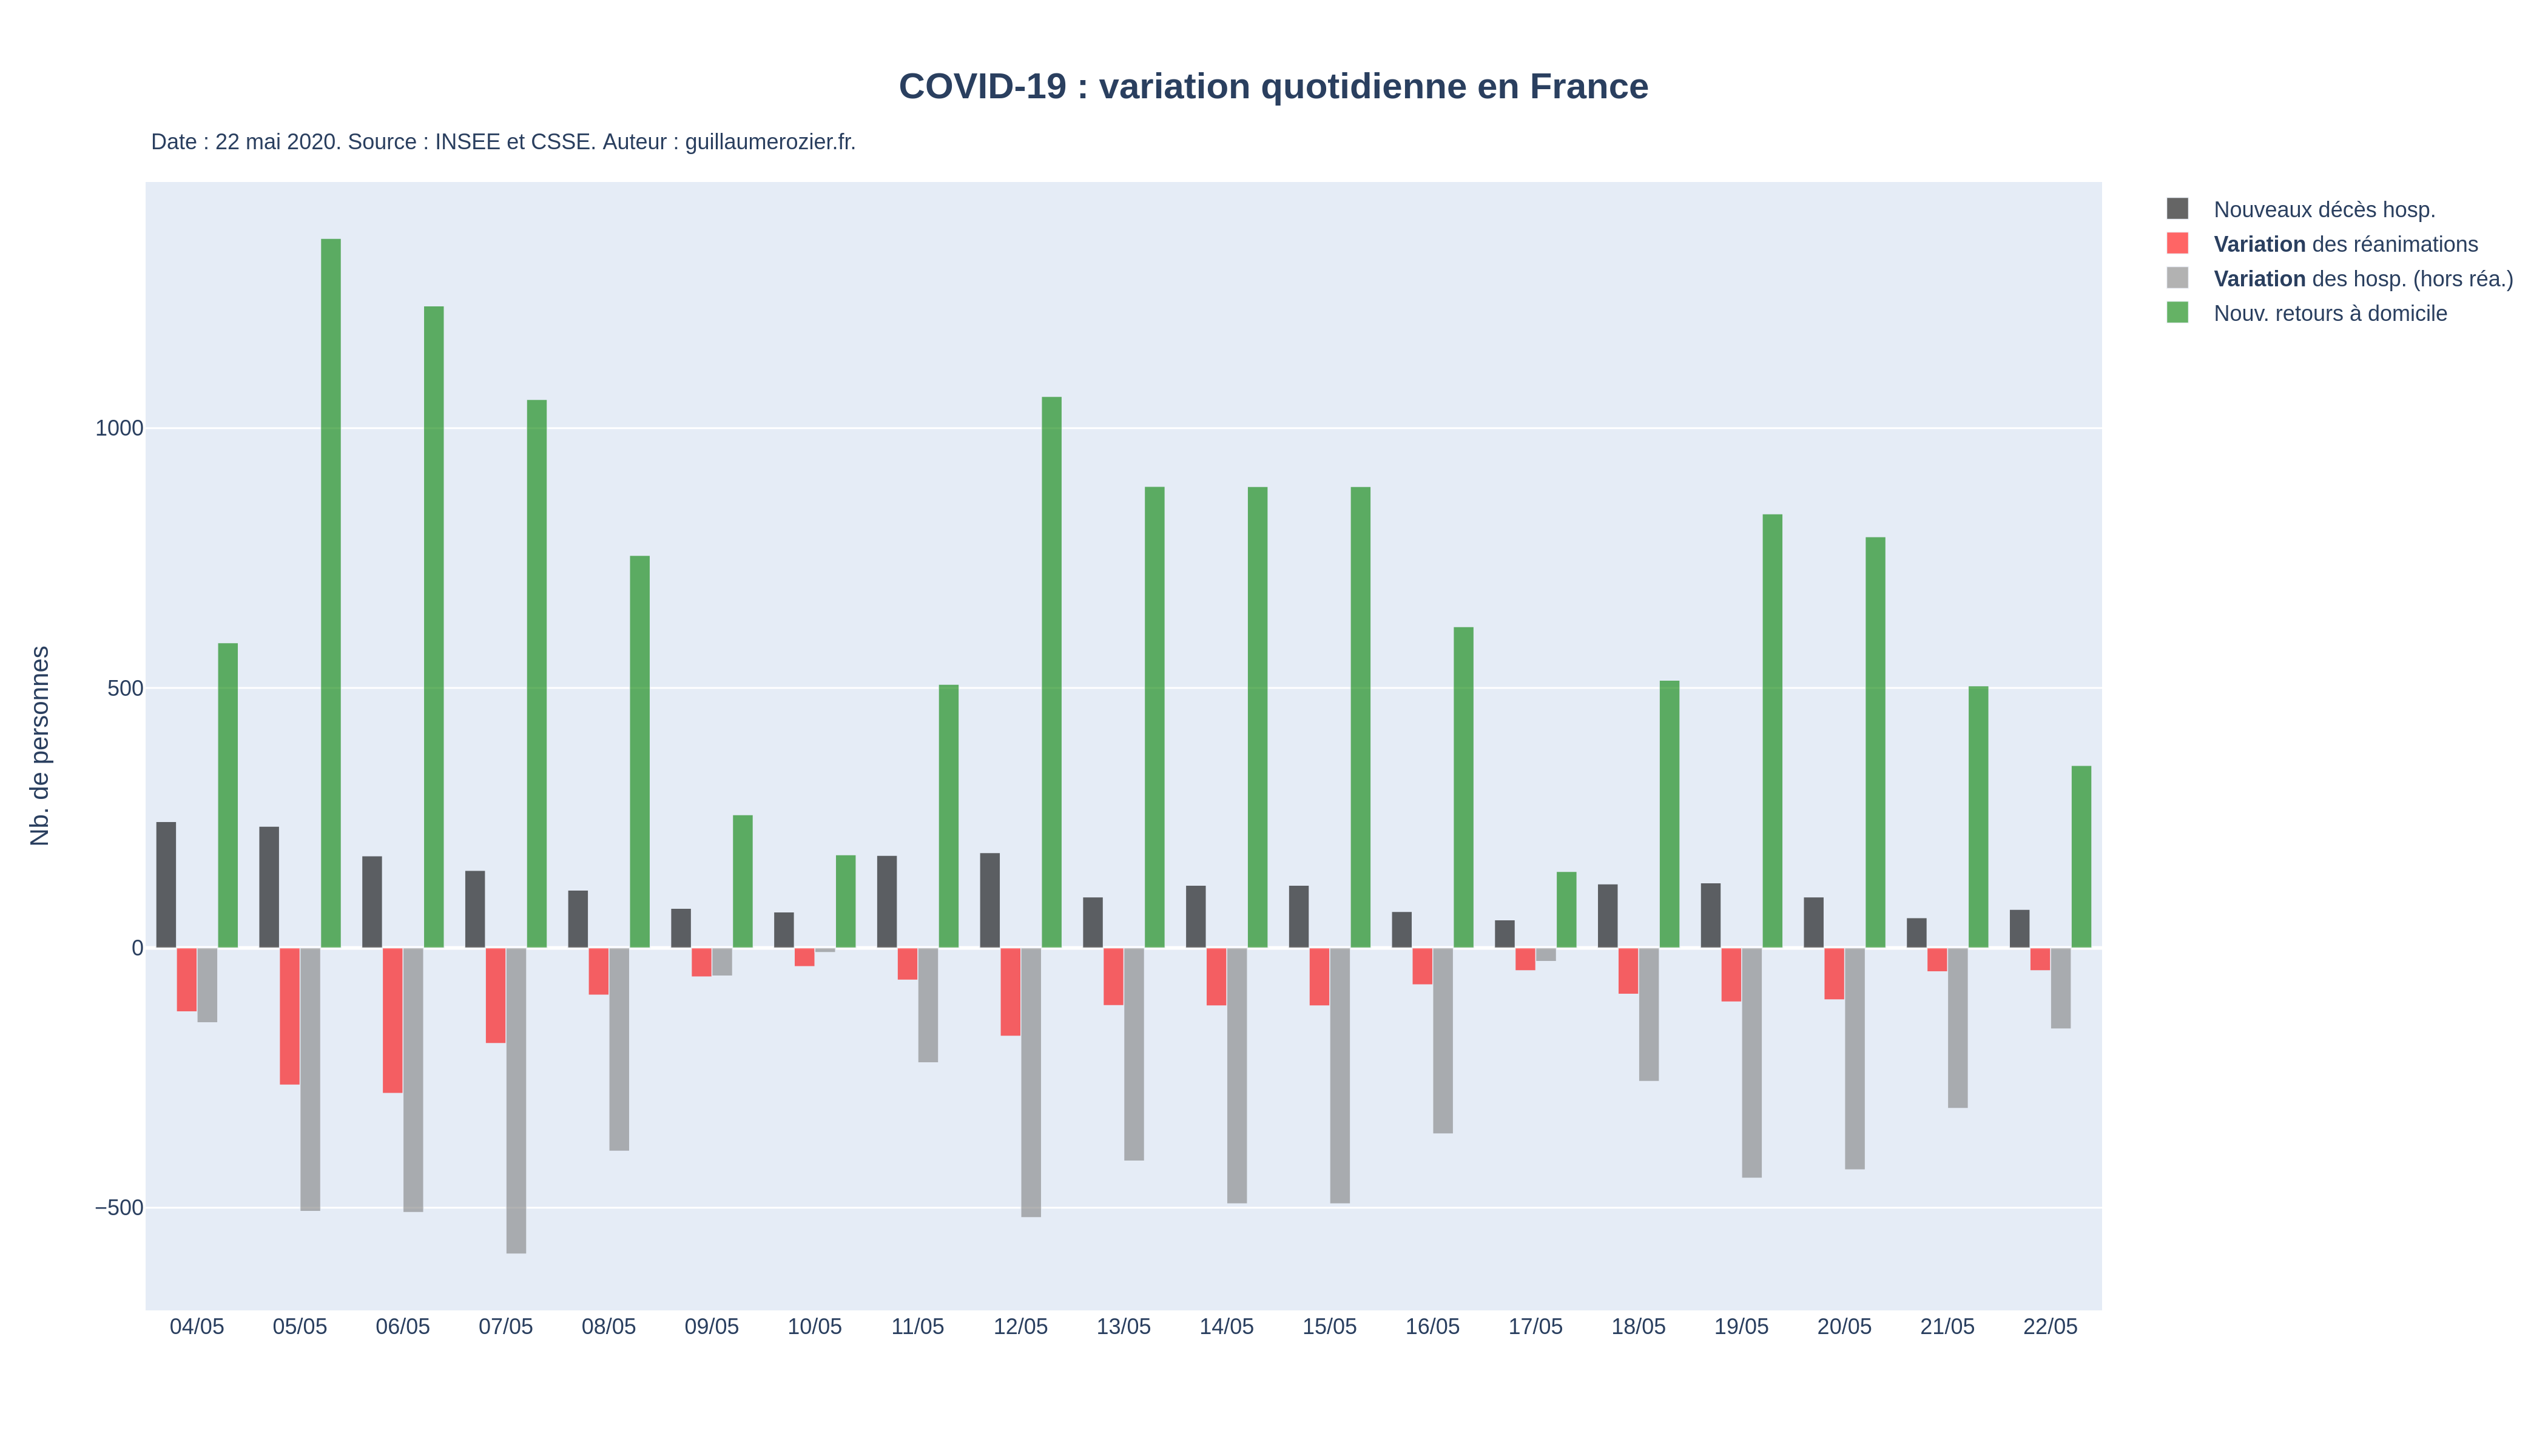 COVID-19 : variation quotidienne en France
Date : 22 mai 2020. Source : INSEE et CSSE. Auteur : guillaumerozier.fr.
Nouveaux décès hosp.
Variation des réanimations
Variation des hosp. (hors réa.)
Nouv. retours à domicile
Nb. de personnes
1000
500
0
−500
04/05 05/05 06/05 07/05 08/05 09/05 10/05 11/05 12/05 13/05 14/05 15/05 16/05 17/05 18/05 19/05 20/05 21/05 22/05